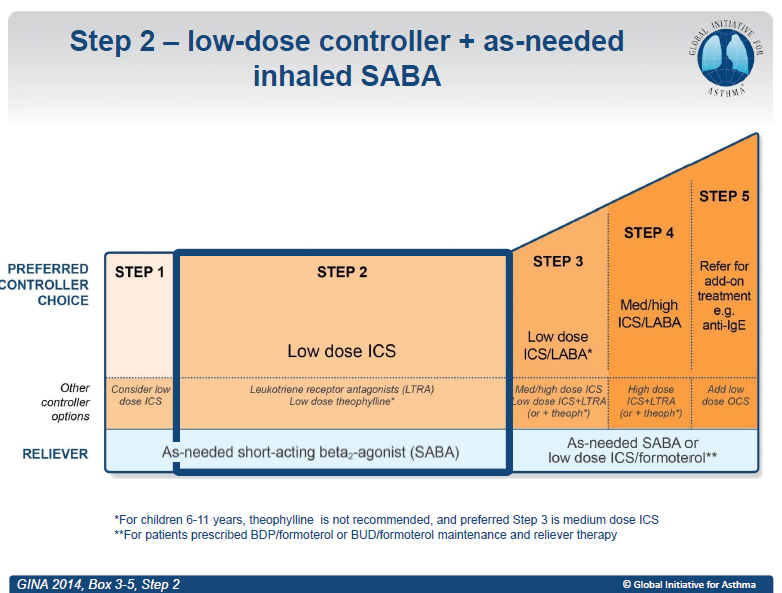 Step 2 – low-dose controller + as-needed
inhaled SABA
GLOBAL INITIATIVE FOR
ASTHMA
PREFERRED
CONTROLLER
CHOICE
STEP 1
STEP 2
Low dose ICS
STEP 3
Low dose
ICS/LABA*
STEP 4
Med/high
ICS/LABA
STEP 5
Refer for
add-on
treatment
e.g.
anti-IgE
Other
controller
options
Consider low
dose ICS
Leukotriene receptor antagonists (LTRA)
Low dose theophylline*
Med/high dose ICS
Low dose ICS+LTRA
(or + theoph*)
High dose
ICS+LTRA
(or + theoph*)
Add low
dose OCS
RELIEVER
As-needed short-acting beta₂-agonist (SABA)
As-needed SABA or
low dose ICS/formoterol**
*For children 6-11 years, theophylline is not recommended, and preferred Step 3 is medium dose ICS
**For patients prescribed BDP/formoterol or BUD/formoterol maintenance and reliever therapy
GINA 2014, Box 3-5, Step 2
© Global Initiative for Asthma